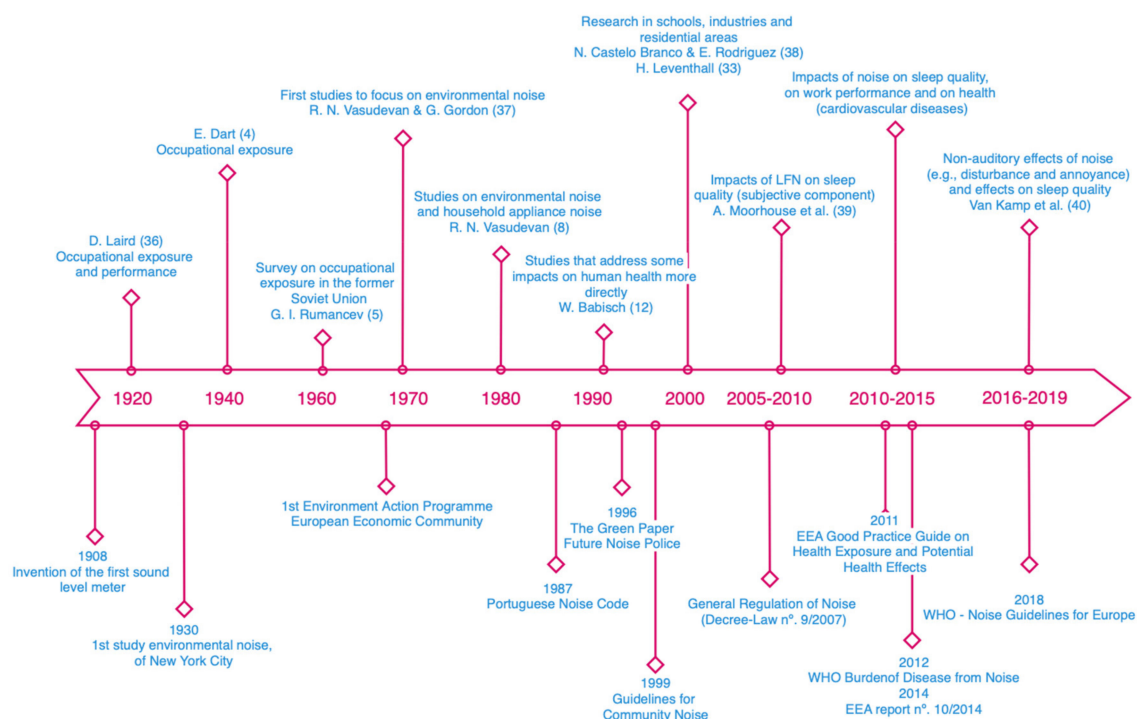 Research in schools, industries and
residential areas
N. Castelo Branco & E. Rodriguez (38)
H. Leventhall (33)
Impacts of noise on sleep quality,
on work performance and on health
(cardiovascular diseases)
First studies to focus on environmental noise
R. N. Vasudevan & G. Gordon (37)
E. Dart (4)
Occupational exposure
Non-auditory effects of noise
(e.g., disturbance and annoyance)
and effects on sleep quality
Van Kamp et al. (40)
Impacts of LFN on sleep
quality (subjective component)
A. Moorhouse et al. (39)
Studies on environmental noise
and household appliance noise
R. N. Vasudevan (8)
D. Laird (36)
Occupational exposure
and performance
Survey on occupational
exposure in the former
Soviet Union
G. I. Rumancev (5)
Studies that address some
impacts on human health more
directly
W. Babisch (12)
1920
1940
1960
1970
1980
1990
2000
2005-2010
2010-2015
2016-2019
1st Environment Action Programme
European Economic Community
1996
The Green Paper
Future Noise Police
2011
EEA Good Practice Guide on
Health Exposure and Potential
Health Effects
1908
Invention of the first sound
level meter
1987
Portuguese Noise Code
General Regulation of Noise
(Decree-Law nº. 9/2007)
2018
WHO - Noise Guidelines for Europe
1930
1st study environmental noise,
of New York City
1999
Guidelines for
Community Noise
2012
WHO Burdenof Disease from Noise
2014
EEA report nº. 10/2014